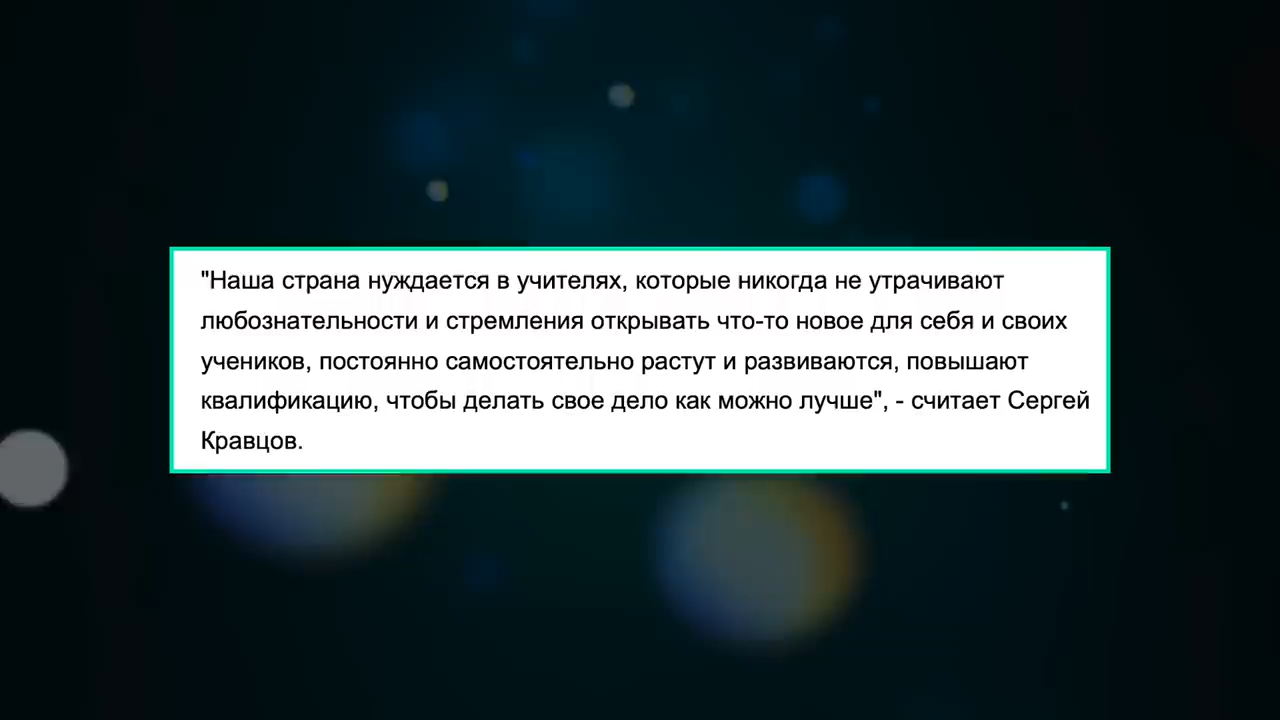 "Наша страна нуждается в учителях, которые никогда не утрачивают
любознательности и стремления открывать что-то новое для себя и своих
учеников, постоянно самостоятельно растут и развиваются, повышают
квалификацию, чтобы делать свое дело как можно лучше", - считает Сергей
Кравцов.